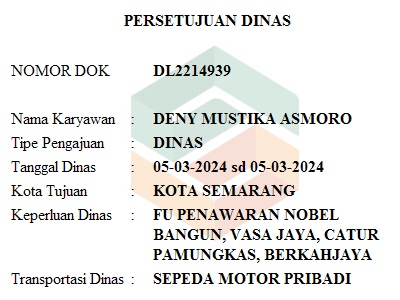 PERSETUJUAN DINAS
NOMOR DOK DL2214939
Nama Karyawan : DENY MUSTIKA ASMORO
Tipe Pengajuan : DINAS
Tanggal Dinas : 05-03-2024 sd 05-03-2024
Kota Tujuan : KOTA SEMARANG
Keperluan Dinas : FU PENAWARAN NOBEL
BANGUN, VASA JAYA, CATUR
PAMUNGKAS, BERKAHJAYA
Transportasi Dinas : SEPEDA MOTOR PRIBADI